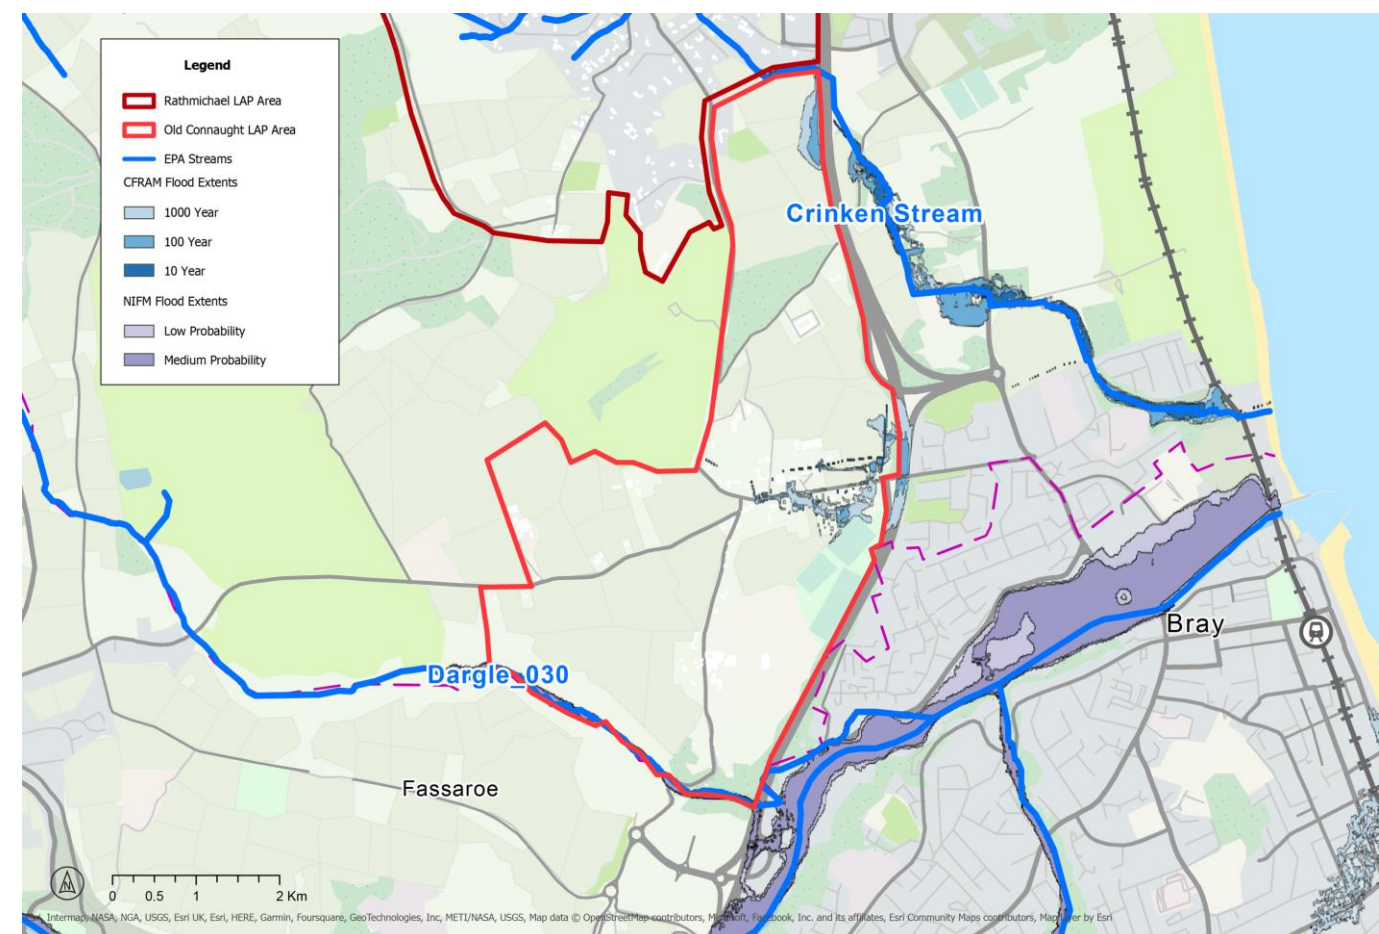 Legend
Rathmichael LAP Area
Old Connaught LAP Area
EPA Streams
CFRAM Flood Extents
1000 Year
100 Year
10 Year
NIFM Flood Extents
Low Probability
Medium Probability
Crinken Stream
Bray
Dargle_030
Fassaroe
N
0 0.5 1 2 Km
Intermap, NASA, NGA, USGS, Esri UK, Esri, HERE, Garmin, Foursquare, GeoTechnologies, Inc, METI/NASA, USGS, Map data © OpenStreetMap contributors, Microsoft, Facebook, Inc. and its affiliates, Esri Community Maps contributors, Map layer by Esri